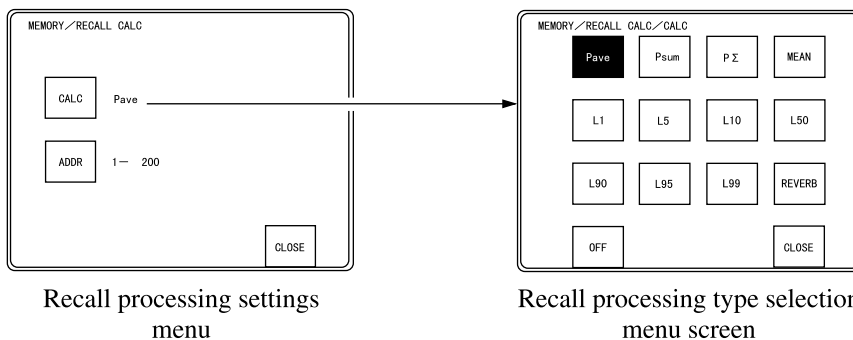 MEMORY／RECALL CALC
CALC Pave
ADDR 1－ 200
CLOSE
Recall processing settings
menu
MEMORY／RECALL CALC／CALC
Pave Psum PΣ MEAN
L1 L5 L10 L50
L90 L95 L99 REVERB
OFF CLOSE
Recall processing type selection
menu screen